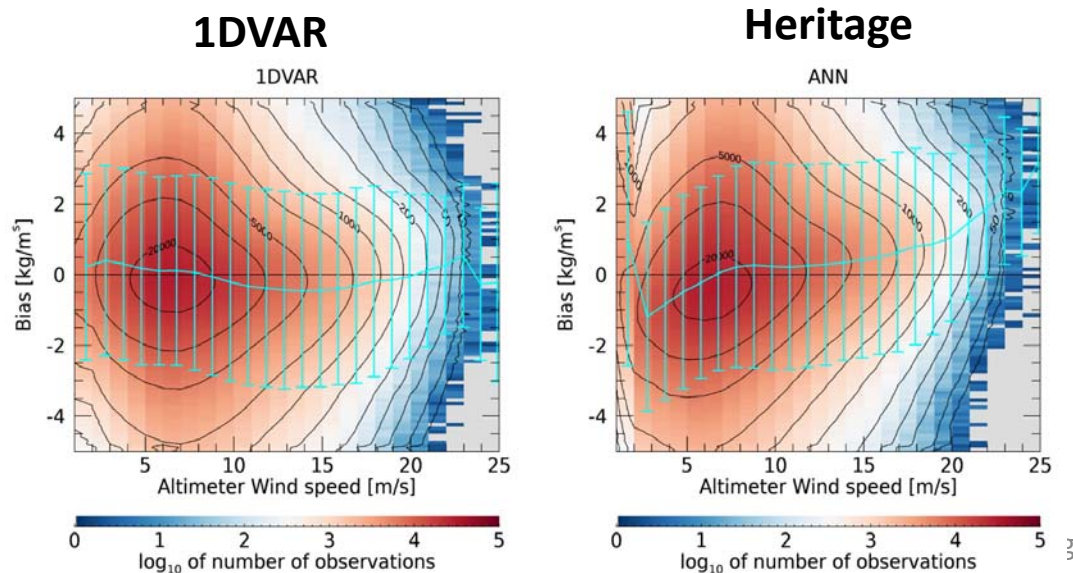 1DVAR
Heritage
1DVAR
ANN
Bias [kg/m²]
4
2
0
-2
-4
20000
5000
1000
200
5 10 15 20 25
Altimeter Wind speed [m/s]
0 1 2 3 4 5
log₁₀ of number of observations
Bias [kg/m²]
4
2
0
-2
-4
1000
5000
20000
1000
200
50
5 10 15 20 25
Altimeter Wind speed [m/s]
0 1 2 3 4 5
log₁₀ of number of observations